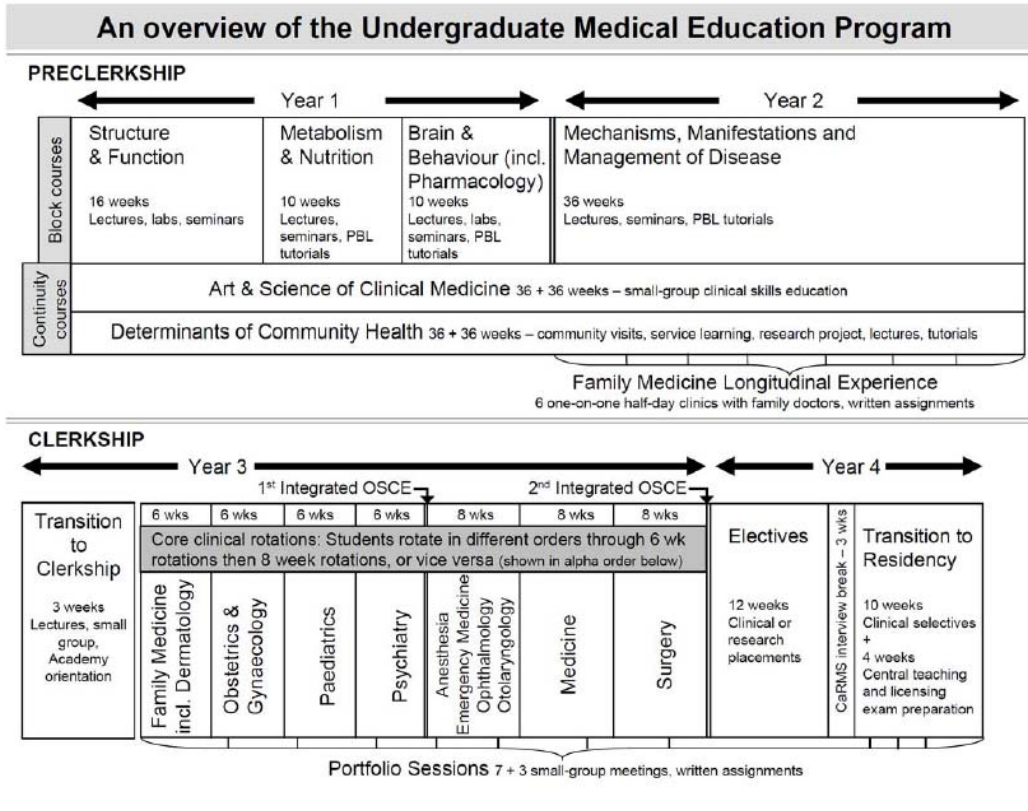 An overview of the Undergraduate Medical Education Program
PRECLERKSHIP
Year 1
Year 2
Block courses
Structure
& Function
16 weeks
Lectures, labs, seminars
Metabolism
& Nutrition
10 weeks
Lectures,
seminars, PBL
tutorials
Brain &
Behaviour (incl.
Pharmacology)
10 weeks
Lectures, labs,
seminars, PBL
tutorials
Mechanisms, Manifestations and
Management of Disease
36 weeks
Lectures, seminars, PBL tutorials
Continuity
courses
Art & Science of Clinical Medicine 36 + 36 weeks – small-group clinical skills education
Determinants of Community Health 36 + 36 weeks – community visits, service learning, research project, lectures, tutorials
Family Medicine Longitudinal Experience
6 one-on-one half-day clinics with family doctors, written assignments
CLERKSHIP
Year 3
Year 4
1st Integrated OSCE
2nd Integrated OSCE
Transition
to
Clerkship
3 weeks
Lectures, small
group,
Academy
orientation
6 wks
6 wks
6 wks
6 wks
8 wks
8 wks
8 wks
Core clinical rotations: Students rotate in different orders through 6 wk
rotations then 8 week rotations, or vice versa (shown in alpha order below)
Family Medicine
incl. Dermatology
Obstetrics &
Gynaecology
Paediatrics
Psychiatry
Anesthesia
Emergency Medicine
Ophthalmology
Otolaryngology
Medicine
Surgery
Electives
12 weeks
Clinical or
research
placements
CaRMS interview break – 3 wks
Transition to
Residency
10 weeks
Clinical selectives
+
4 weeks
Central teaching
and licensing
exam preparation
Portfolio Sessions 7 + 3 small-group meetings, written assignments